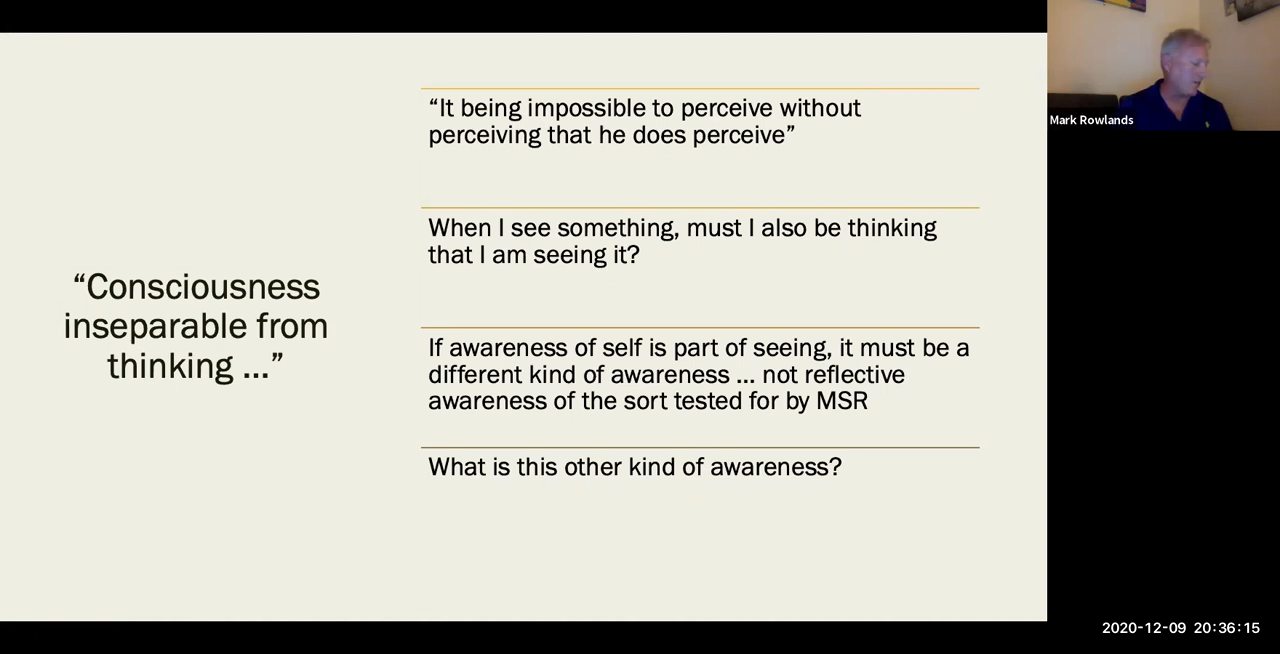 “Consciousness
inseparable from
thinking ...”
“It being impossible to perceive without
perceiving that he does perceive”
When I see something, must I also be thinking
that I am seeing it?
If awareness of self is part of seeing, it must be a
different kind of awareness ... not reflective
awareness of the sort tested for by MSR
What is this other kind of awareness?
Mark Rowlands
2020-12-09 20:36:15